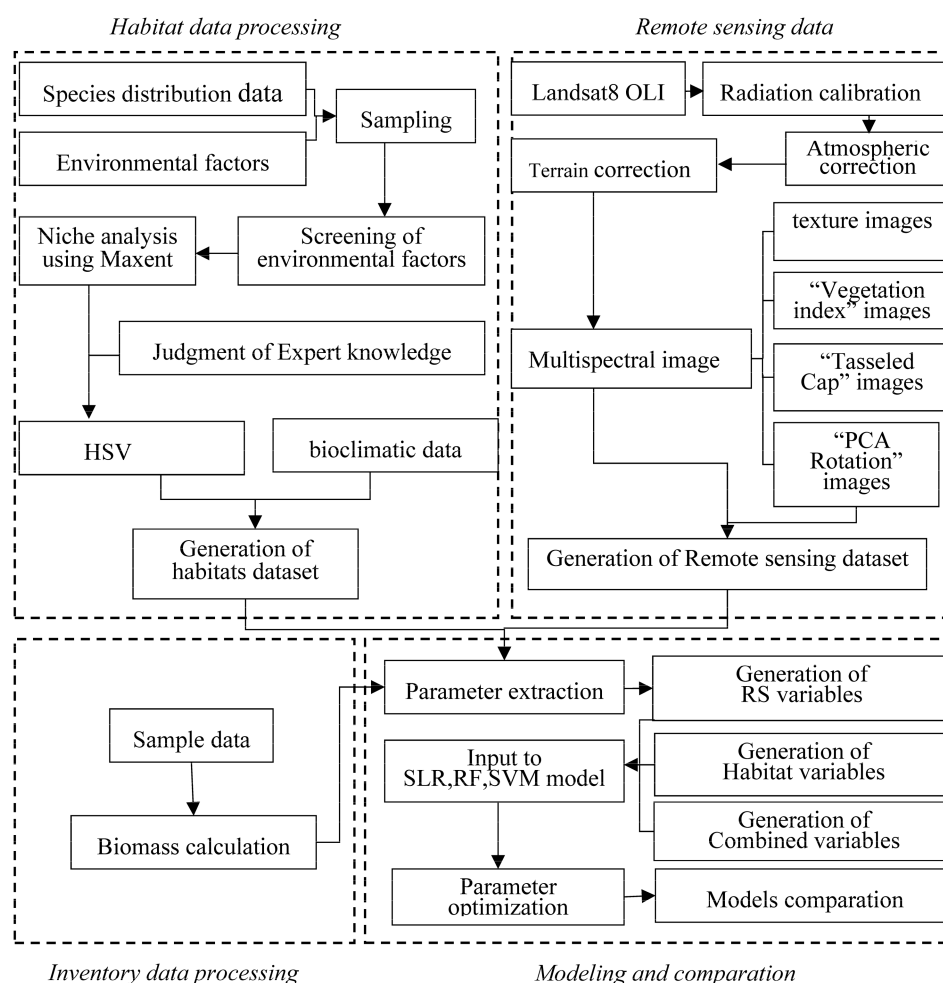 Habitat data processing
Remote sensing data
Species distribution data
Environmental factors
Sampling
Screening of
environmental factors
Niche analysis
using Maxent
Judgment of Expert knowledge
HSV
bioclimatic data
Generation of
habitats dataset
Landsat8 OLI
Radiation calibration
Atmospheric
correction
Terrain correction
texture images
“Vegetation
index” images
Multispectral image
“Tasseled
Cap” images
“PCA
Rotation”
images
Generation of Remote sensing dataset
Sample data
Biomass calculation
Parameter extraction
Generation of
RS variables
Input to
SLR,RF,SVM model
Generation of
Habitat variables
Generation of
Combined variables
Parameter
optimization
Models comparation
Inventory data processing
Modeling and comparation